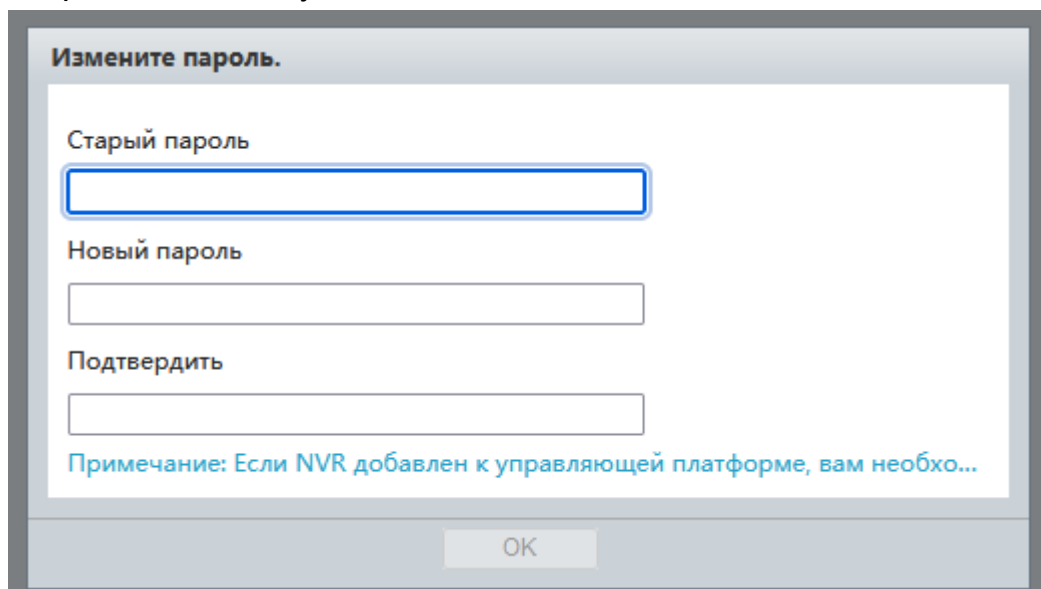 Измените пароль.
Старый пароль
Новый пароль
Подтвердить
Примечание: Если NVR добавлен к управляющей платформе, вам необхо...
OK